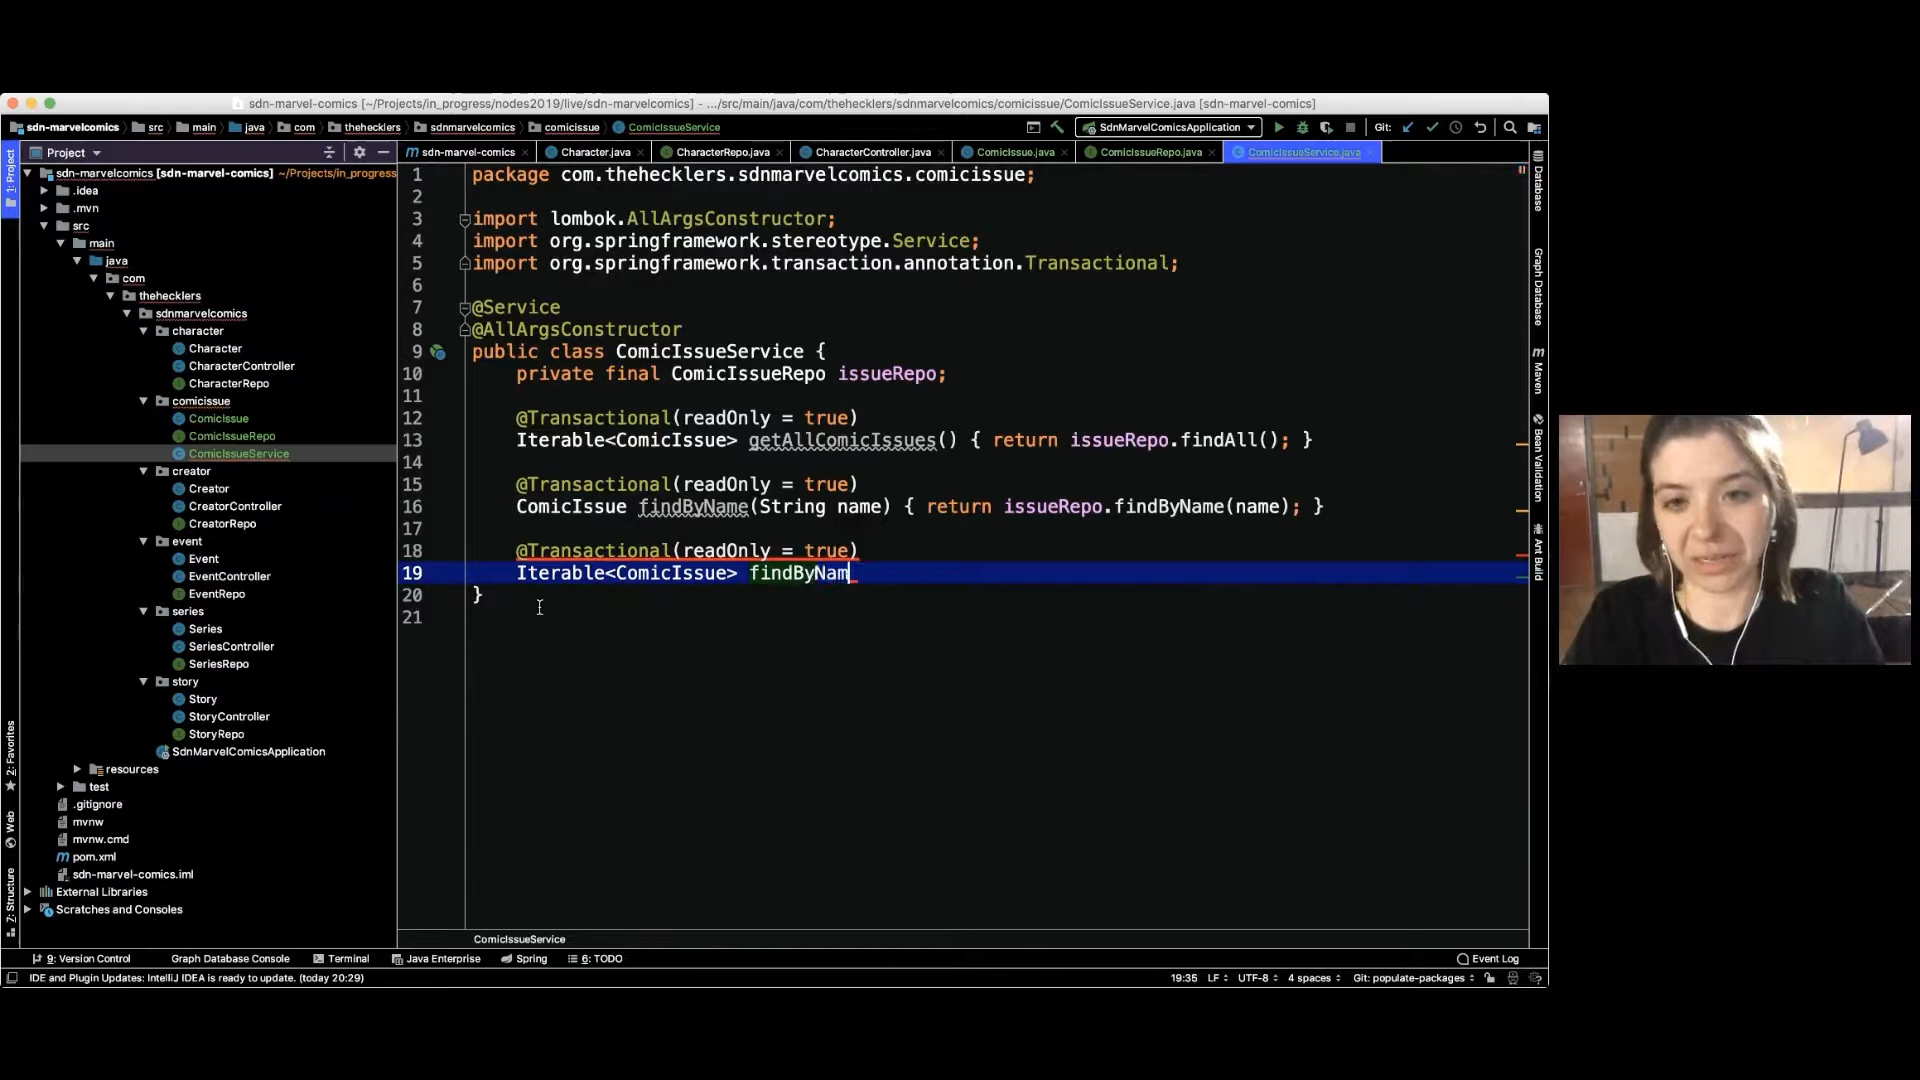 sdn-marvel-comics [~/Projects/in_progress/nodes2019/live/sdn-marvelcomics] - .../src/main/java/com/thehecklers/sdnmarvelcomics/comicissue/ComicIssueService.java [sdn-marvel-comics]
sdn-marvelcomics src main java com thehecklers sdnmarvelcomics comicissue ComicIssueService SdnMarvelComicsApplication Git:
Project sdn-marvel-comics Character.java CharacterRepo.java CharacterController.java ComicIssue.java ComicIssueRepo.java ComicIssueService.java
1: Project
sdn-marvelcomics [sdn-marvel-comics] ~/Projects/in_progress
.idea
.mvn
src
main
java
com
thehecklers
sdnmarvelcomics
character
Character
CharacterController
CharacterRepo
comicissue
ComicIssue
ComicIssueRepo
ComicIssueService
creator
Creator
CreatorController
CreatorRepo
event
Event
EventController
EventRepo
series
Series
SeriesController
SeriesRepo
story
Story
StoryController
StoryRepo
SdnMarvelComicsApplication
resources
test
.gitignore
mvnw
mvnw.cmd
pom.xml
sdn-marvel-comics.iml
External Libraries
Scratches and Consoles
2: Favorites
Web
7: Structure
1 package com.thehecklers.sdnmarvelcomics.comicissue;
2
3 import lombok.AllArgsConstructor;
4 import org.springframework.stereotype.Service;
5 import org.springframework.transaction.annotation.Transactional;
6
7 @Service
8 @AllArgsConstructor
9 public class ComicIssueService {
10 private final ComicIssueRepo issueRepo;
11
12 @Transactional(readOnly = true)
13 Iterable<ComicIssue> getAllComicIssues() { return issueRepo.findAll(); }
14
15 @Transactional(readOnly = true)
16 ComicIssue findByName(String name) { return issueRepo.findByName(name); }
17
18 @Transactional(readOnly = true)
19 Iterable<ComicIssue> findByNam
20 }
21
ComicIssueService
Database
Graph Database
Maven
Bean Validation
Ant Build
9: Version Control Graph Database Console Terminal Java Enterprise Spring 6: TODO Event Log
IDE and Plugin Updates: IntelliJ IDEA is ready to update. (today 20:29) 19:35 LF UTF-8 4 spaces Git: populate-packages